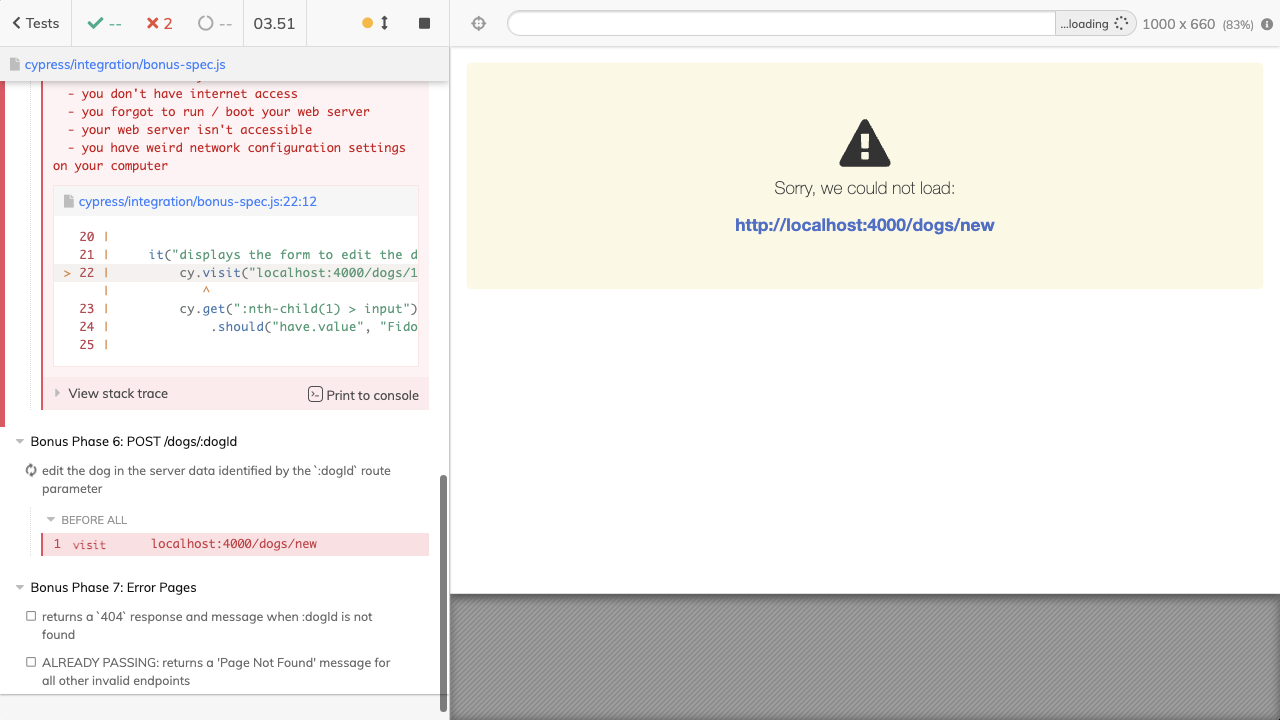 Tests
--
2
--
03.51
...loading
1000 x 660 (83%)
cypress/integration/bonus-spec.js
- you don't have internet access
- you forgot to run / boot your web server
- your web server isn't accessible
- you have weird network configuration settings
on your computer
cypress/integration/bonus-spec.js:22:12
20 |
21 | it("displays the form to edit the d
> 22 | cy.visit("localhost:4000/dogs/1
| ^
23 | cy.get(":nth-child(1) > input")
24 | .should("have.value", "Fido
25 |
View stack trace
Print to console
Bonus Phase 6: POST /dogs/:dogId
edit the dog in the server data identified by the `:dogId` route
parameter
BEFORE ALL
1 visit localhost:4000/dogs/new
Bonus Phase 7: Error Pages
returns a `404` response and message when :dogId is not
found
ALREADY PASSING: returns a 'Page Not Found' message for
all other invalid endpoints
Sorry, we could not load:
http://localhost:4000/dogs/new